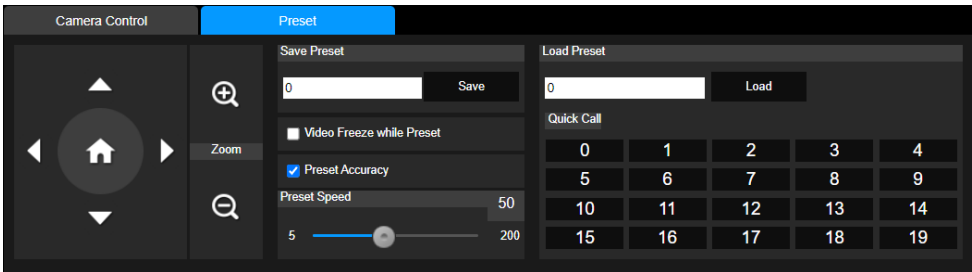 Camera Control
Preset
Zoom
Save Preset
0
Save
Video Freeze while Preset
Preset Accuracy
Preset Speed
50
5
200
Load Preset
0
Load
Quick Call
0 1 2 3 4
5 6 7 8 9
10 11 12 13 14
15 16 17 18 19